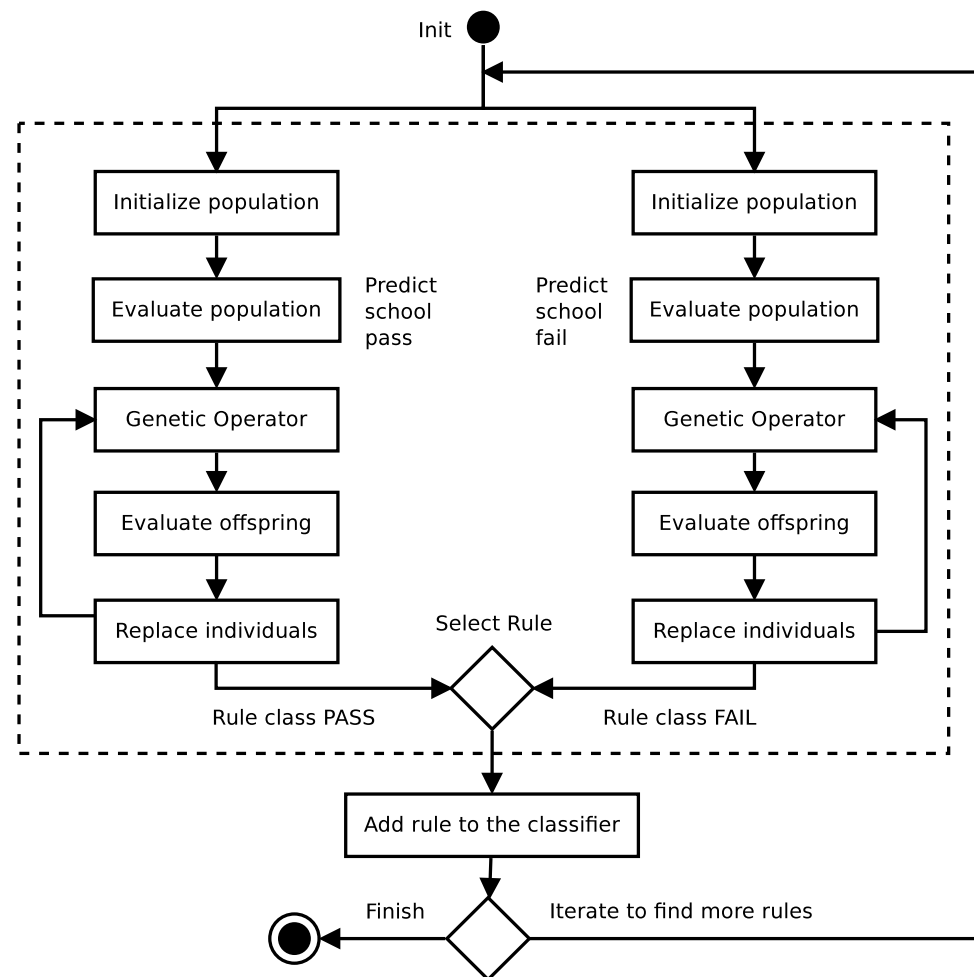 Init
Initialize population
Initialize population
Evaluate population
Predict
school
pass
Predict
school
fail
Evaluate population
Genetic Operator
Genetic Operator
Evaluate offspring
Evaluate offspring
Replace individuals
Select Rule
Replace individuals
Rule class PASS
Rule class FAIL
Add rule to the classifier
Finish
Iterate to find more rules